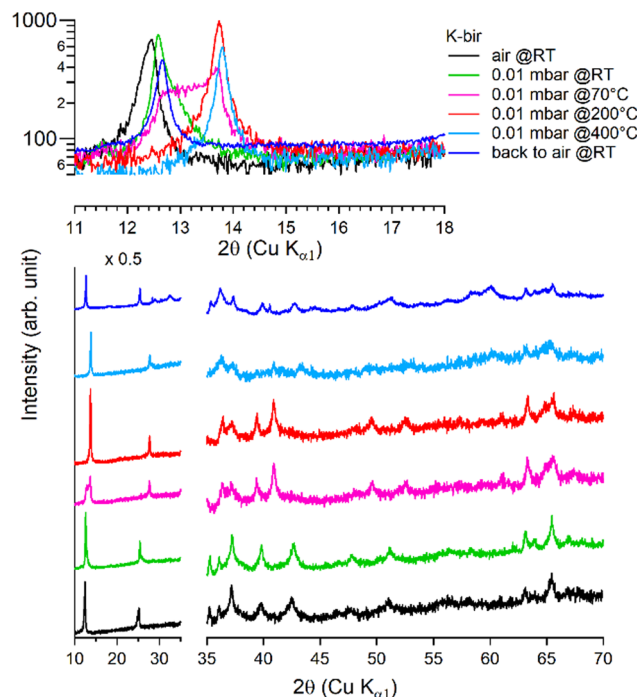 1000
6
4
2
100
6
11 12 13 14 15 16 17 18
2θ (Cu Kα1)
K-bir
air @RT
0.01 mbar @RT
0.01 mbar @70°C
0.01 mbar @200°C
0.01 mbar @400°C
back to air @RT
x 0.5
Intensity (arb. unit)
10 20 30 35 40 45 50 55 60 65 70
2θ (Cu Kα1)